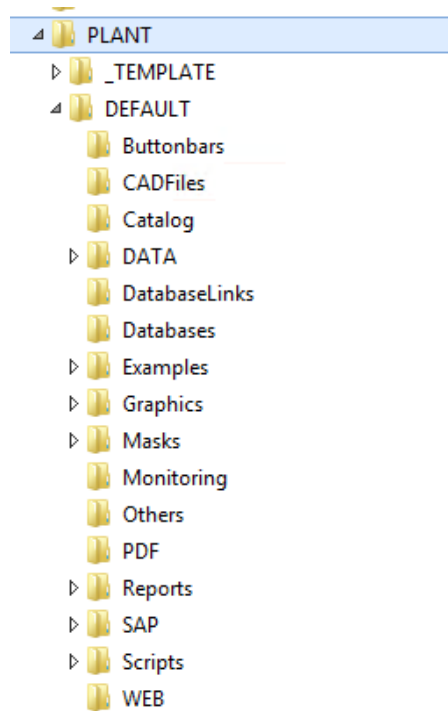 PLANT
_TEMPLATE
DEFAULT
Buttonbars
CADFiles
Catalog
DATA
DatabaseLinks
Databases
Examples
Graphics
Masks
Monitoring
Others
PDF
Reports
SAP
Scripts
WEB